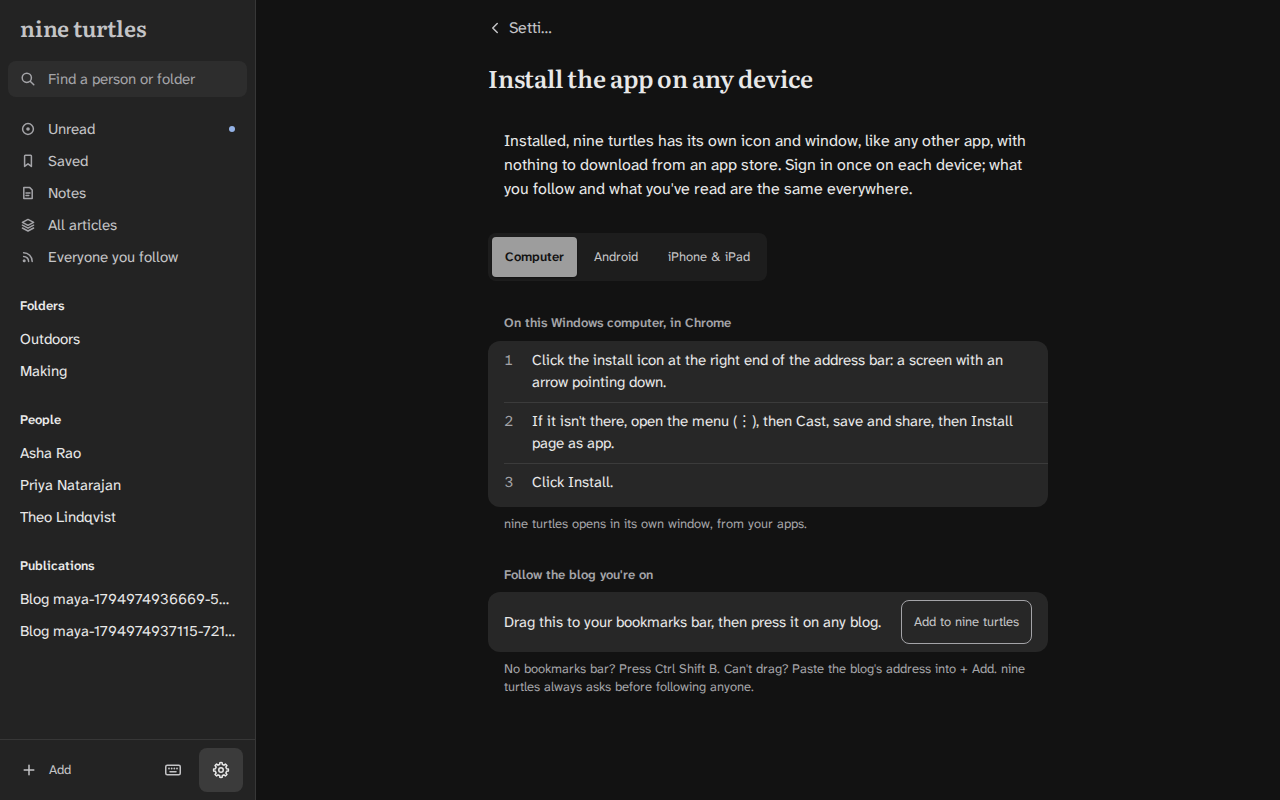 nine turtles
Find a person or folder
Unread
Saved
Notes
All articles
Everyone you follow
Folders
Outdoors
Making
People
Asha Rao
Priya Natarajan
Theo Lindqvist
Publications
Blog maya-1794974936669-5...
Blog maya-1794974937115-721...
Add
Setti...
Install the app on any device
Installed, nine turtles has its own icon and window, like any other app, with
nothing to download from an app store. Sign in once on each device; what
you follow and what you've read are the same everywhere.
Computer
Android
iPhone & iPad
On this Windows computer, in Chrome
1 Click the install icon at the right end of the address bar: a screen with an
arrow pointing down.
2 If it isn't there, open the menu (⋮), then Cast, save and share, then Install
page as app.
3 Click Install.
nine turtles opens in its own window, from your apps.
Follow the blog you're on
Drag this to your bookmarks bar, then press it on any blog.
Add to nine turtles
No bookmarks bar? Press Ctrl Shift B. Can't drag? Paste the blog's address into + Add. nine
turtles always asks before following anyone.